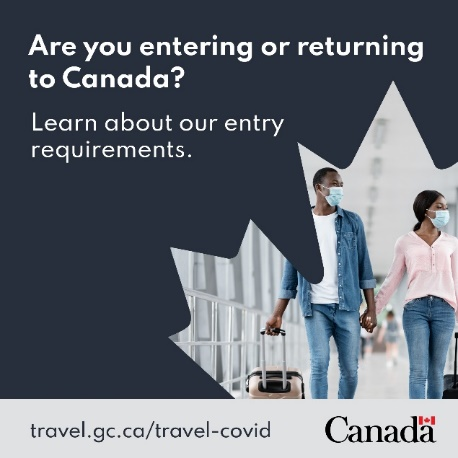 Are you entering or returning
to Canada?
Learn about our entry
requirements.
travel.gc.ca/travel-covid
Canada